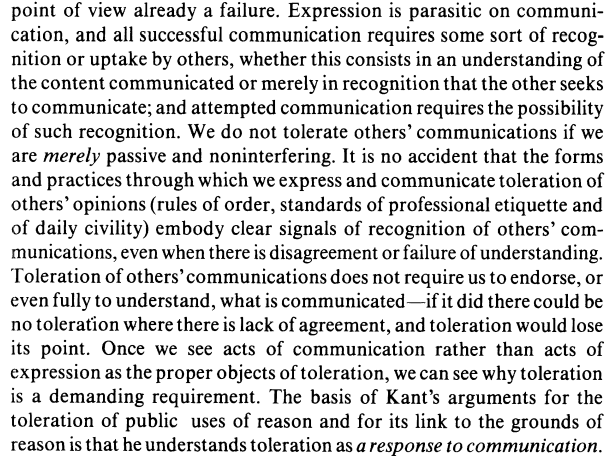 point of view already a failure. Expression is parasitic on communi-
cation, and all successful communication requires some sort of recog-
nition or uptake by others, whether this consists in an understanding of
the content communicated or merely in recognition that the other seeks
to communicate; and attempted communication requires the possibility
of such recognition. We do not tolerate others' communications if we
are merely passive and noninterfering. It is no accident that the forms
and practices through which we express and communicate toleration of
others' opinions (rules of order, standards of professional etiquette and
of daily civility) embody clear signals of recognition of others' com-
munications, even when there is disagreement or failure of understanding.
Toleration of others' communications does not require us to endorse, or
even fully to understand, what is communicated—if it did there could be
no toleration where there is lack of agreement, and toleration would lose
its point. Once we see acts of communication rather than acts of
expression as the proper objects of toleration, we can see why toleration
is a demanding requirement. The basis of Kant's arguments for the
toleration of public uses of reason and for its link to the grounds of
reason is that he understands toleration as a response to communication.